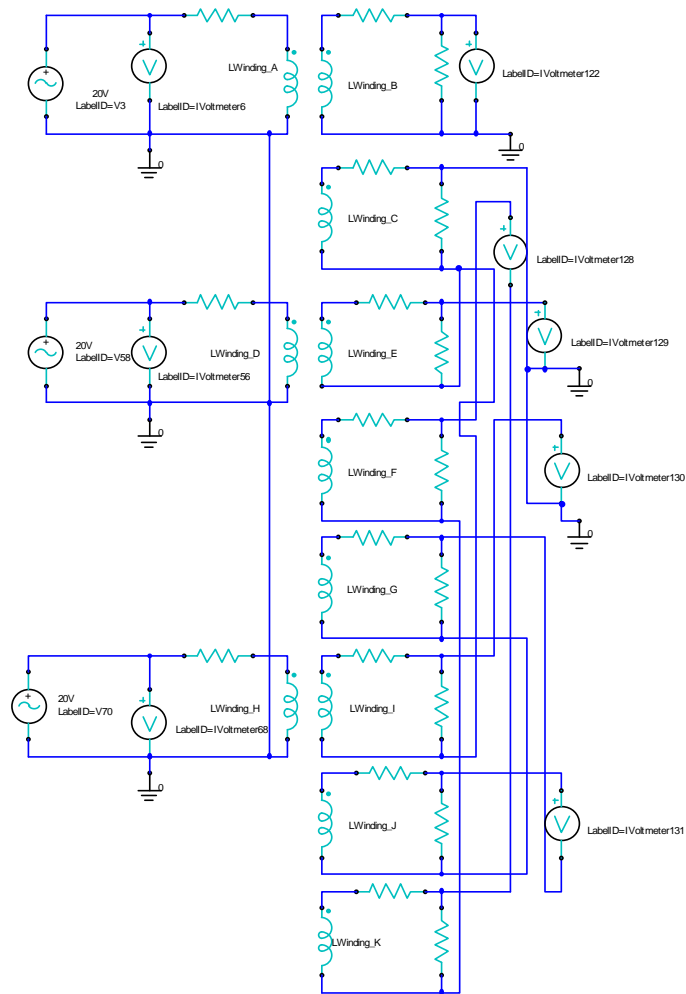 +
+
LWinding_A
LWinding_B
+
20V
LabelID=V3
LabelID=IVoltmeter6
LabelID=IVoltmeter122
0
0
LWinding_C
+
LabelID=IVoltmeter128
+
+
20V
LabelID=V58
LabelID=IVoltmeter56
LWinding_D
LWinding_E
+
LabelID=IVoltmeter129
0
0
LWinding_F
+
LabelID=IVoltmeter130
0
LWinding_G
+
+
20V
LabelID=V70
LabelID=IVoltmeter68
LWinding_H
LWinding_I
0
LWinding_J
+
LabelID=IVoltmeter131
LWinding_K